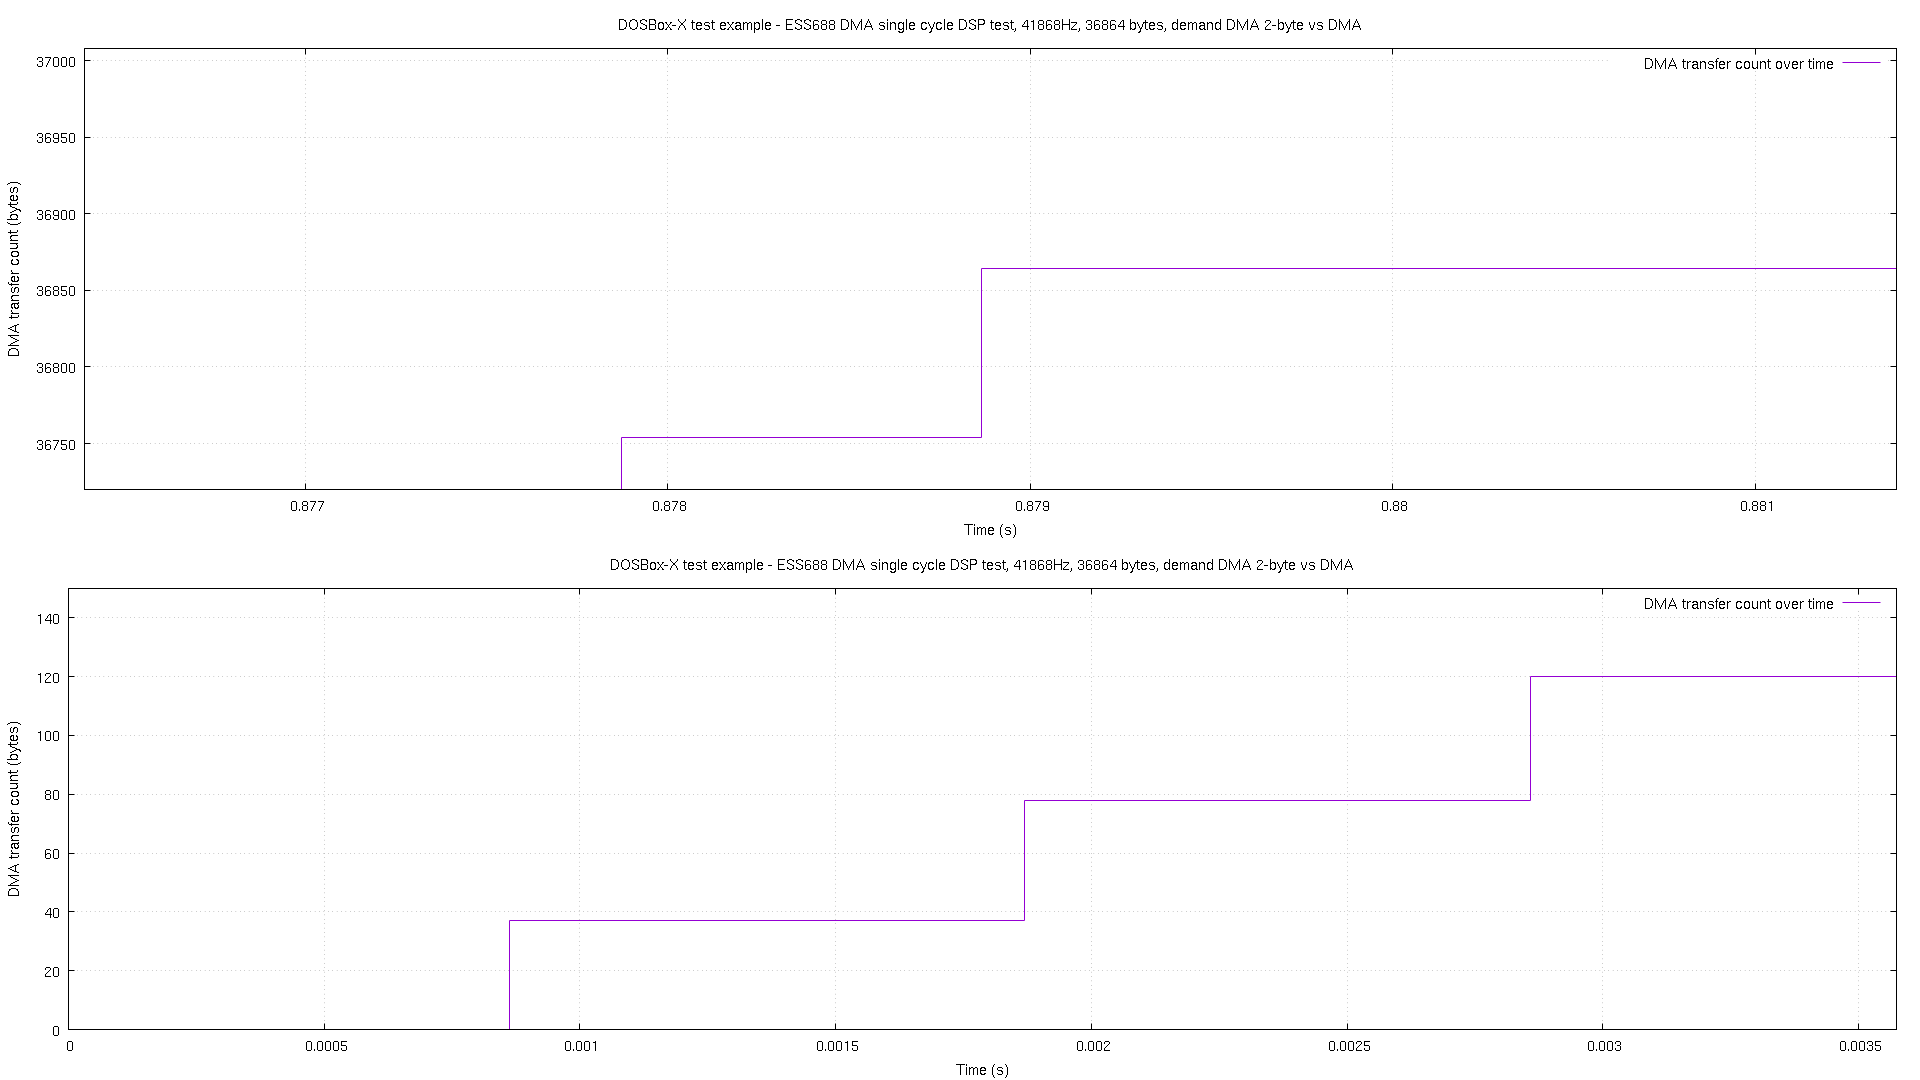 DOSBox-X test example - ESS688 DMA single cycle DSP test, 41868Hz, 36864 bytes, demand DMA 2-byte vs DMA
DMA transfer count over time
37000
36950
36900
36850
36800
36750
DMA transfer count (bytes)
0.877 0.878 0.879 0.88 0.881
Time (s)
DOSBox-X test example - ESS688 DMA single cycle DSP test, 41868Hz, 36864 bytes, demand DMA 2-byte vs DMA
DMA transfer count over time
140
120
100
80
60
40
20
0
DMA transfer count (bytes)
0 0.0005 0.001 0.0015 0.002 0.0025 0.003 0.0035
Time (s)